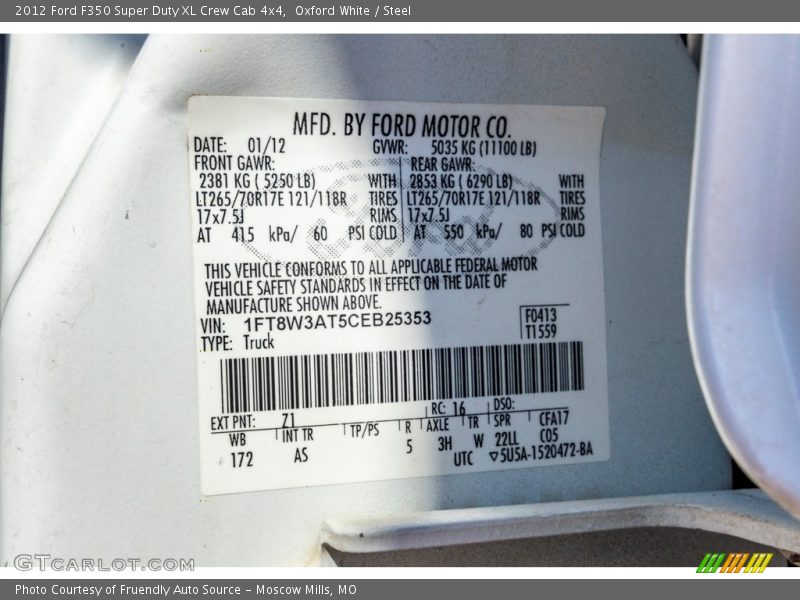 2012 Ford F350 Super Duty XL Crew Cab 4x4, Oxford White / Steel
MFD. BY FORD MOTOR CO.
DATE: 01/12 GVWR: 5035 KG (11100 LB)
FRONT GAWR: REAR GAWR:
2381 KG ( 5250 LB) WITH 2853 KG ( 6290 LB) WITH
LT265/70R17E 121/118R TIRES LT265/70R17E 121/118R TIRES
17x7.5J RIMS 17x7.5J RIMS
AT 415 kPa/ 60 PSI COLD AT 550 kPa/ 80 PSI COLD
THIS VEHICLE CONFORMS TO ALL APPLICABLE FEDERAL MOTOR
VEHICLE SAFETY STANDARDS IN EFFECT ON THE DATE OF
MANUFACTURE SHOWN ABOVE.
VIN: 1FT8W3AT5CEB25353 F0413
TYPE: Truck T1559
EXT PNT: Z1 RC: 16 DSO:
WB INT TR TP/PS R AXLE TR SPR CFA17
172 AS 5 3H W 22LL C05
UTC ▽5U5A-1520472-BA
GTCARLOT.COM
Photo Courtesy of Fruendly Auto Source – Moscow Mills, MO